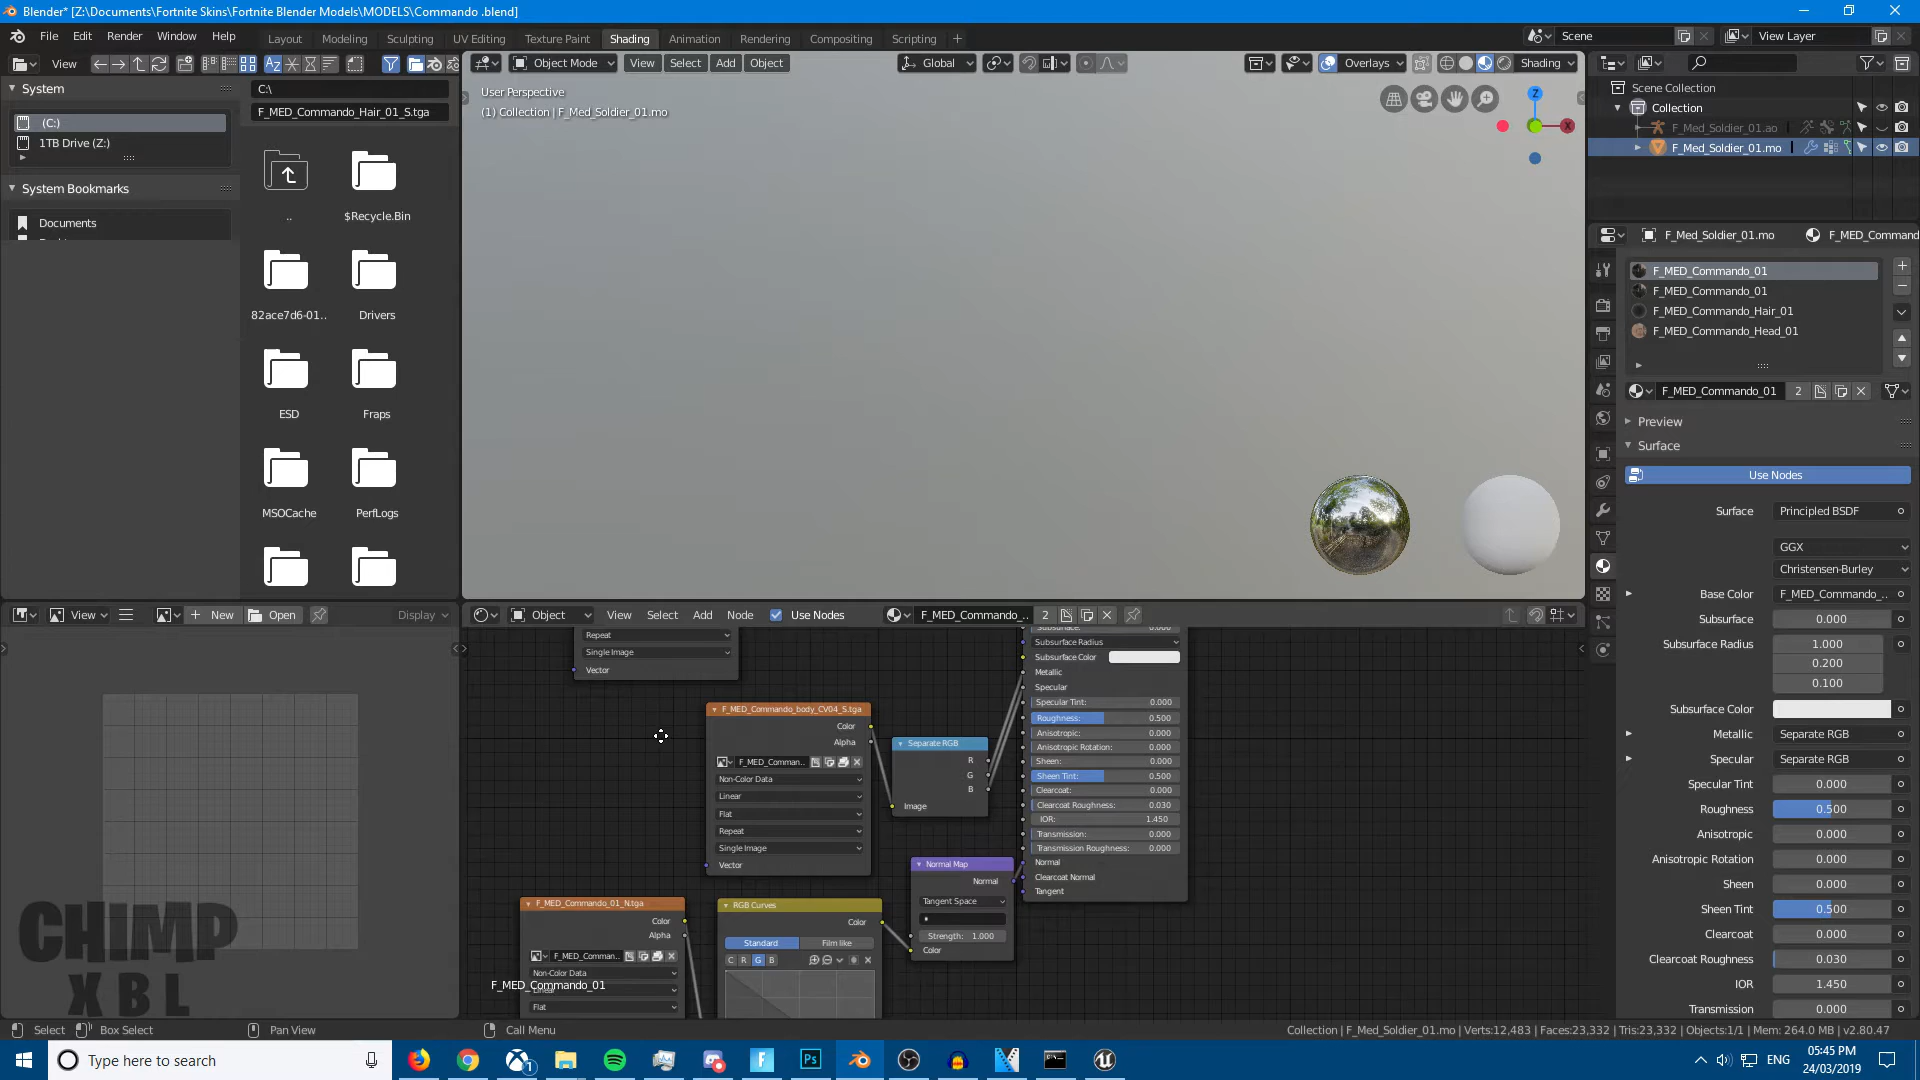 Blender* [Z:\Documents\Fortnite Skins\Fortnite Blender Models\MODELS\Commando .blend]
File Edit Render Window Help Layout Modeling Sculpting UV Editing Texture Paint Shading Animation Rendering Compositing Scripting + Scene View Layer
View Object Mode View Select Add Object Global Overlays Shading
System
C:\
F_MED_Commando_Hair_01_S.tga
(C:)
1TB Drive (Z:)
System Bookmarks
Documents
..
$Recycle.Bin
82ace7d6-01..
Drivers
ESD
Fraps
MSOCache
PerfLogs
User Perspective
(1) Collection | F_Med_Soldier_01.mo
Z
X
Scene Collection
Collection
F_Med_Soldier_01.ao
F_Med_Soldier_01.mo
F_Med_Soldier_01.mo F_MED_Command
F_MED_Commando_01
F_MED_Commando_01
F_MED_Commando_Hair_01
F_MED_Commando_Head_01
F_MED_Commando_01 2
Preview
Surface
Use Nodes
Surface Principled BSDF
GGX
Christensen-Burley
Base Color F_MED_Commando_..
Subsurface 0.000
Subsurface Radius 1.000
0.200
0.100
Subsurface Color
Metallic Separate RGB
Specular Separate RGB
Specular Tint 0.000
Roughness 0.500
Anisotropic 0.000
Anisotropic Rotation 0.000
Sheen 0.000
Sheen Tint 0.500
Clearcoat 0.000
Clearcoat Roughness 0.030
IOR 1.450
Transmission 0.000
View + New Open Display
Object View Select Add Node Use Nodes F_MED_Commando_.. 2
Repeat
Single Image
Vector
F_MED_Commando_body_CV04_S.tga
Color
Alpha
F_MED_Comman..
Non-Color Data
Linear
Flat
Repeat
Single Image
Vector
Separate RGB
R
G
B
Image
Subsurface: 0.000
Subsurface Radius
Subsurface Color
Metallic
Specular
Specular Tint: 0.000
Roughness: 0.500
Anisotropic: 0.000
Anisotropic Rotation: 0.000
Sheen: 0.000
Sheen Tint: 0.500
Clearcoat: 0.000
Clearcoat Roughness: 0.030
IOR: 1.450
Transmission: 0.000
Transmission Roughness: 0.000
Normal
Clearcoat Normal
Tangent
Normal Map
Normal
Tangent Space
Strength: 1.000
Color
F_MED_Commando_01_N.tga
Color
Alpha
F_MED_Comman..
Non-Color Data
Linear
Flat
RGB Curves
Color
Standard Film like
C R G B
F_MED_Commando_01
CHIMP
XBL
Select Box Select Pan View Call Menu Collection | F_Med_Soldier_01.mo | Verts:12,483 | Faces:23,332 | Tris:23,332 | Objects:1/1 | Mem: 264.0 MB | v2.80.47
Type here to search
1
Ps
ENG
05:45 PM
24/03/2019